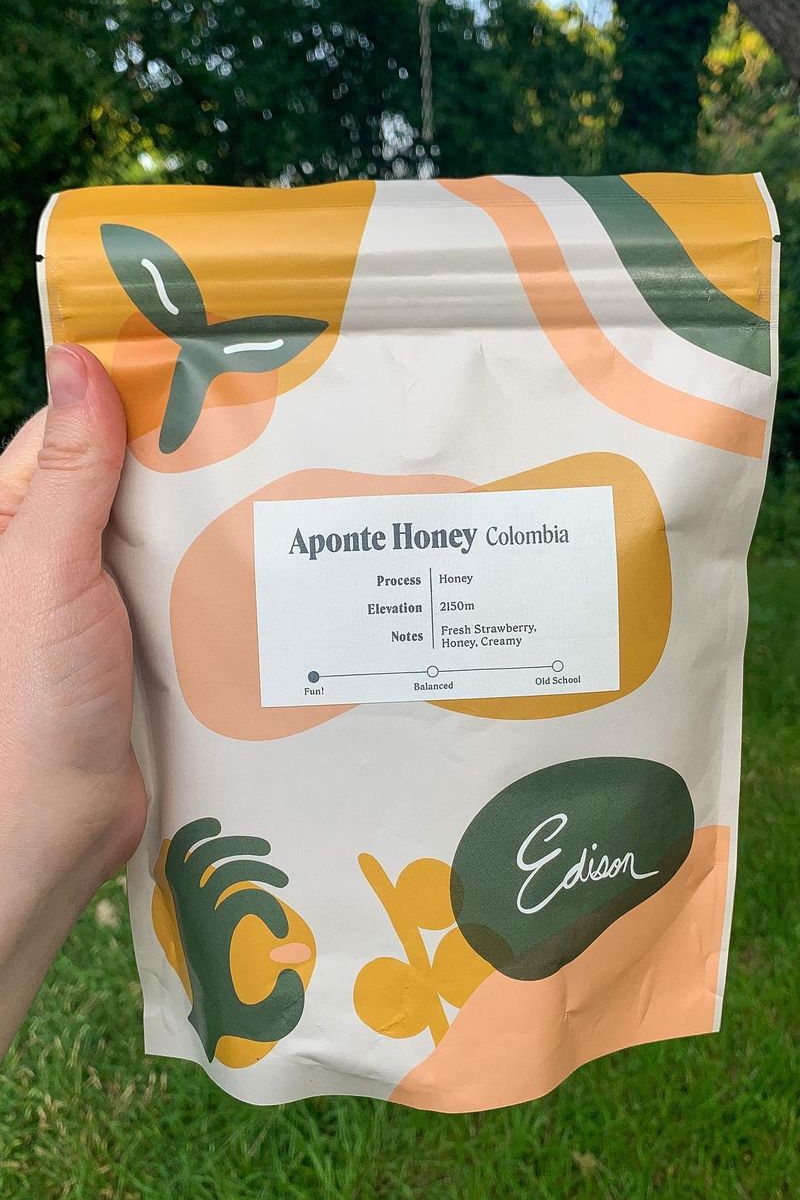 Aponte Honey Colombia
Process Honey
Elevation 2150m
Notes Fresh Strawberry,
Honey, Creamy
Fun! Balanced Old School
Edison